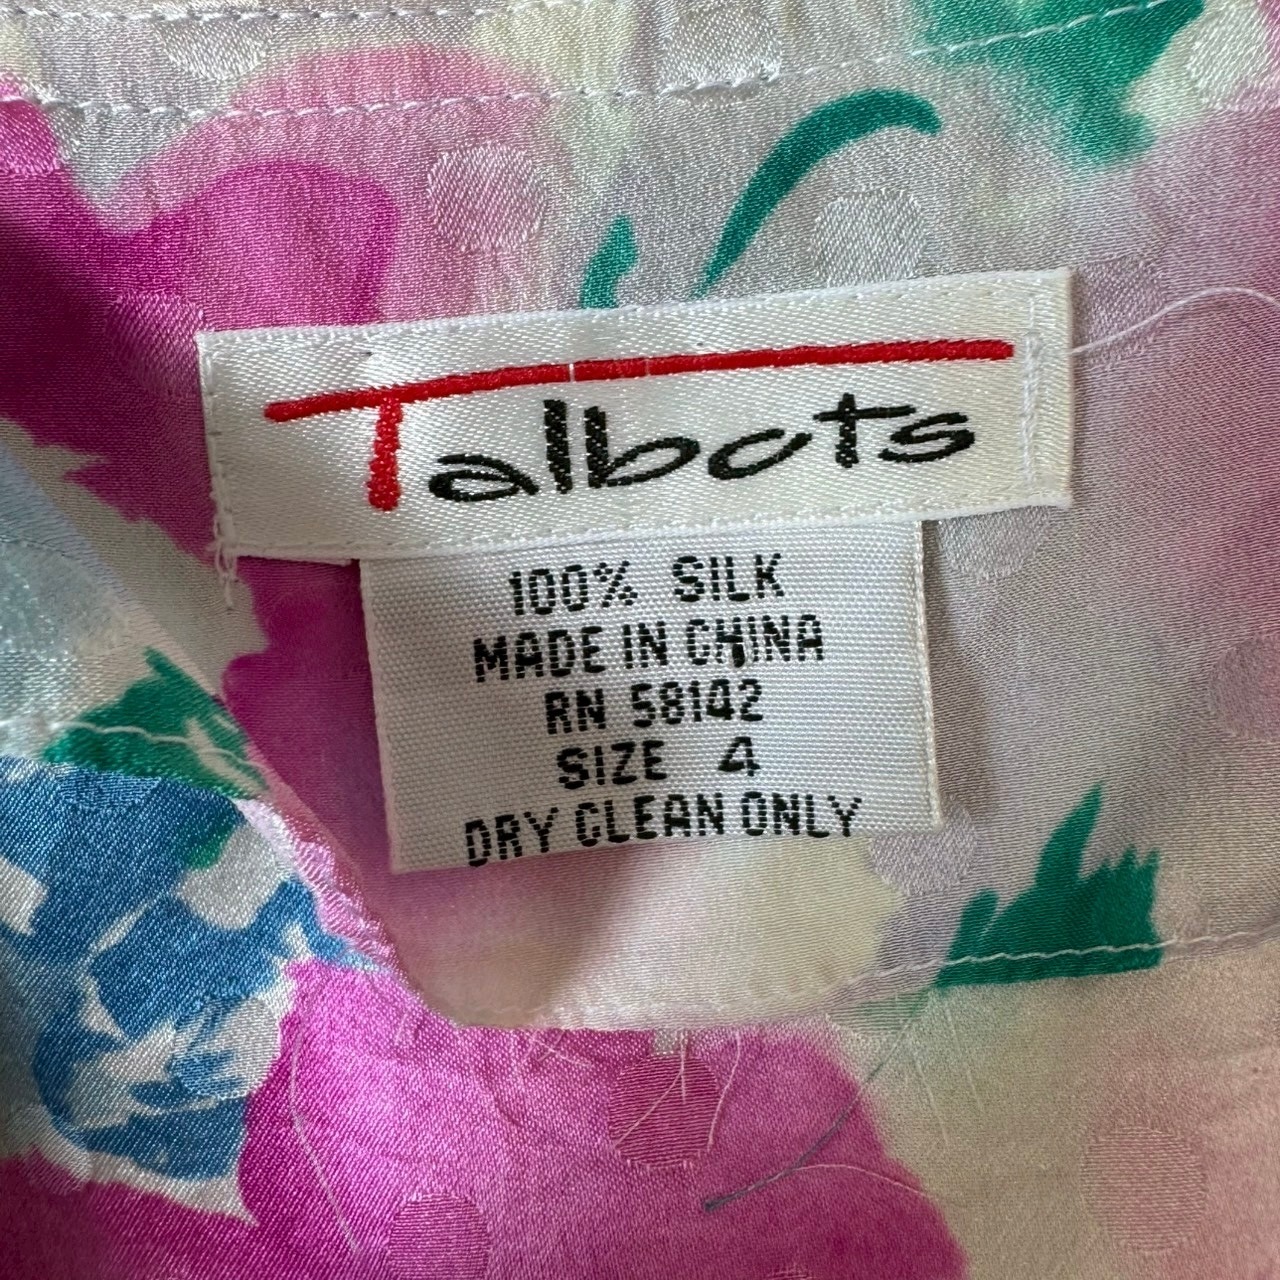 Talbots
100% SILK
MADE IN CHINA
RN 58142
SIZE 4
DRY CLEAN ONLY